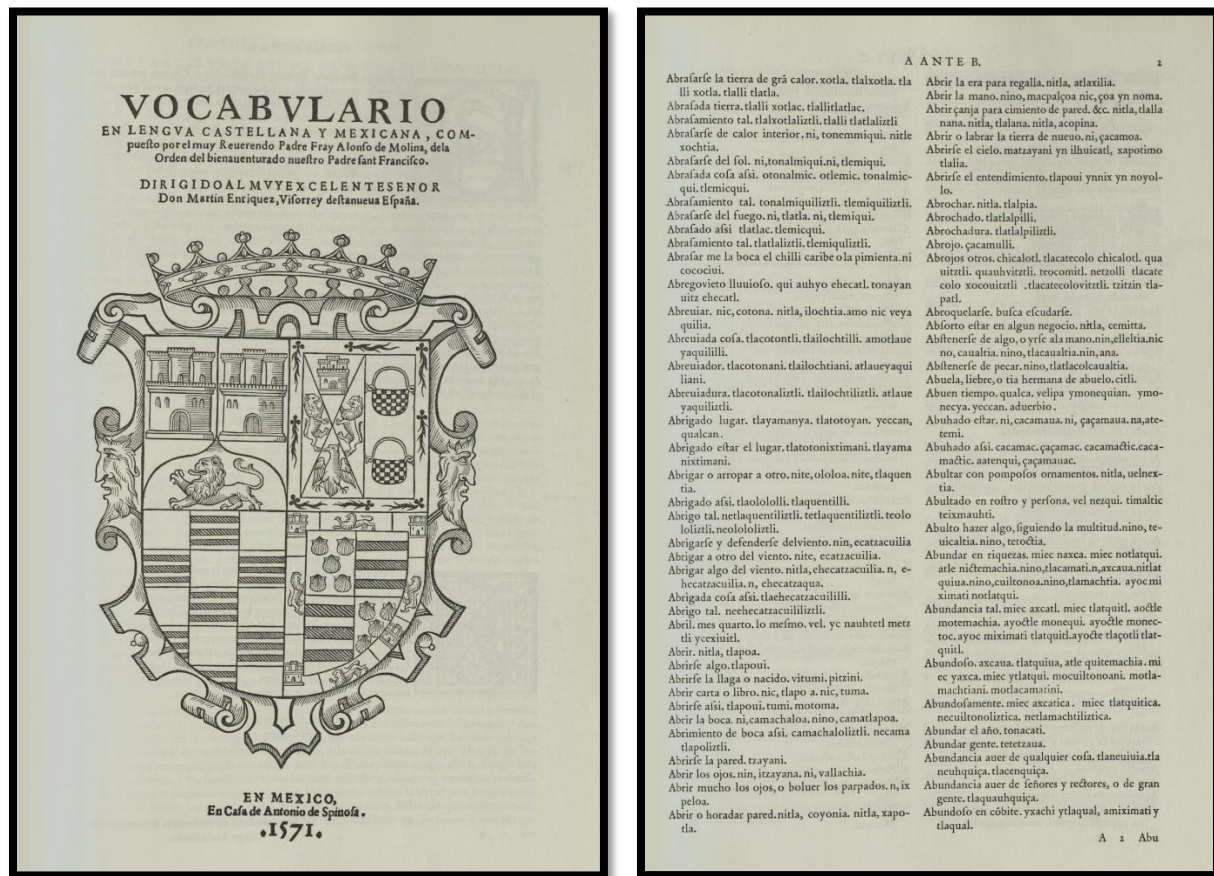 VOCABVLARIO
EN LENGVA CASTELLANA Y MEXICANA, COM-
puesto por el muy Reuerendo Padre Fray Alonſo de Molina, dela
Orden del bienauenturado nueſtro Padre ſant Franciſco.
DIRIGIDO AL MVY EXCELENTE SENOR
Don Martin Enriquez, Viſorrey deſtanueua Eſpaña.
EN MEXICO,
En Caſa de Antonio de Spinoſa.
.1571.
A ANTE B. 2
Abraſarſe la tierra de grã calor. xotla. tlalxotla. tla
lli xotla. tlalli tlatla.
Abraſada tierra. tlalli xotlac. tlallitlatlac.
Abraſamiento tal. tlalxotlaliztli. tlalli tlatlaliztli
Abraſarſe de calor interior. ni, tonemmiqui. nitle
xochtia.
Abraſarſe del ſol. ni,tonalmiqui.ni, tlemiqui.
Abraſada coſa aſsi. otonalmic. otlemic. tonalmic-
qui. tlemicqui.
Abraſamiento tal. tonalmiquiliztli. tlemiquiliztli.
Abraſarſe del fuego. ni, tlatla. ni, tlemiqui.
Abraſado aſsi tlatlac. tlemicqui.
Abraſamiento tal. tlatlaliztli. tlemiquliztli.
Abraſar me la boca el chilli caribe o la pimienta. ni
cocociui.
Abregovieto lluuioſo. qui auhyo ehecatl. tonayan
uitz ehecatl.
Abreuiar. nic, cotona. nitla, ilochtia.amo nic veya
quilia.
Abreuiada coſa. tlacotontli. tlailochtilli. amotlaue
yaquililli.
Abreuiador. tlacotonani. tlailochtiani. atlaueyaqui
liani.
Abreuiadura. tlacotonaliztli. tlailochtiliztli. atlaue
yaquiliztli.
Abrigado lugar. tlayamanya. tlatotoyan. yeccan,
qualcan.
Abrigado eſtar el lugar. tlatotonixtimani. tlayama
nixtimani.
Abrigar o arropar a otro. nite, ololoa. nite, tlaquen
tia.
Abrigado aſsi. tlaolololli. tlaquentilli.
Abrigo tal. netlaquentiliztli. tetlaquentiliztli. teolo
loliztli. neolololiztli.
Abrigarſe y defenderſe delviento. nin, ecatzacuilia
Abrigar a otro del viento. nite, ecatzacuilia.
Abrigar algo del viento. nitla,ehecatzacuilia. n, e-
hecatzacuilia. n, ehecatzaqua.
Abrigada coſa aſsi. tlaehecatzacuililli.
Abrigo tal. neehecatzacuililiztli.
Abril. mes quarto. lo meſmo. vel. yc nauhtetl metz
tli ycexiuitl.
Abrir. nitla, tlapoa.
Abrirſe algo. tlapoui.
Abrirſe la llaga o nacido. vitumi. pitzini.
Abrir carta o libro. nic, tlapo a. nic, tuma.
Abrirſe aſsi. tlapoui. tumi. motoma.
Abrir la boca. ni,camachaloa. nino, camatlapoa.
Abrimiento de boca aſsi. camachaloliztli. necama
tlapoliztli.
Abrirſe la pared. tzayani.
Abrir los ojos. nin, itzayana. ni, vallachia.
Abrir mucho los ojos, o boluer los parpados. n, ix
peloa.
Abrir o horadar pared.nitla, coyonia. nitla, xapo-
tla.
Abrir la era para regalla. nitla, atlaxilia.
Abrir la mano. nino, macpalçoa nic, çoa yn noma.
Abrir çanja para cimiento de pared. &c. nitla, tlalla
nana. nitla, tlalana. nitla, acopina.
Abrir o labrar la tierra de nueuo. ni, çacamoa.
Abrirſe el cielo. matzayani yn ilhuicatl, xapotimo
tlalia.
Abrirſe el entendimiento. tlapoui ynnix yn noyol-
lo.
Abrochar. nitla. tlalpia.
Abrochado. tlatlalpilli.
Abrochadura. tlatlalpiliztli.
Abrojo. çacamulli.
Abrojos otros. chicalotl. tlacatecolo chicalotl. qua
uitztli. quauhvitztli. teocomitl. netzolli tlacate
colo xocouitztli .tlacatecolovitztli. tzitzin tla-
patl.
Abroquelarſe. buſca eſcudarſe.
Abſorto eſtar en algun negocio. nitla, cemitta.
Abſtenerſe de algo, o yrſe ala mano.nin,elleltia.nic
no, caualtia. nino, tlacaualtia.nin, ana.
Abſtenerſe de pecar. nino, tlatlacolcaualtia.
Abuela, liebre, o tia hermana de abuelo. citli.
Abuen tiempo. qualca. velipa ymonequian. ymo-
necya. yeccan. aduerbio.
Abuhado eſtar. ni, cacamaua. ni, çaçamaua. na,ate-
temi.
Abuhado aſsi. cacamac. çaçamac. cacamactic.caca-
mactic. aatenqui, çaçamauac.
Abultar con pompoſos ornamentos. nitla, uelnex-
tia.
Abultado en roſtro y perſona. vel nezqui. timaltic
teixmauhti.
Abulto hazer algo, ſiguiendo la multitud.nino, te-
uicaltia. nino, tetoctia.
Abundar en riquezas. miec naxca. miec notlatqui.
atle nictemachia.nino,tlacamati.n,axcaua.nitlat
quiua.nino,cuiltonoa.nino,tlamachtia. ayoc mi
ximati notlatqui.
Abundancia tal. miec axcatl. miec tlatquitl. aoctle
motemachia. ayoctle monequi. ayoctle monec-
toc. ayoc miximati tlatquitl.ayocte tlaçotli tlat-
quitl.
Abundoſo. axcaua. tlatquiua, atle quitemachia. mi
ec yaxca. miec ytlatqui. mocuiltonoani. motla-
machtiani. motlacamatini.
Abundoſamente. miec axcatica. miec tlatquitica.
necuiltonoliztica. netlamachtiliztica.
Abundar el año. tonacati.
Abundar gente. tetetzaua.
Abundancia auer de qualquier coſa. tlaneuiuia.tla
neuhquiça. tlacenquiça.
Abundancia auer de ſeñores y rectores, o de gran
gente. tlaquauhquiça.
Abundoſo en cõbite. yxachi ytlaqual, amiximati y
tlaqual.
A 2 Abu